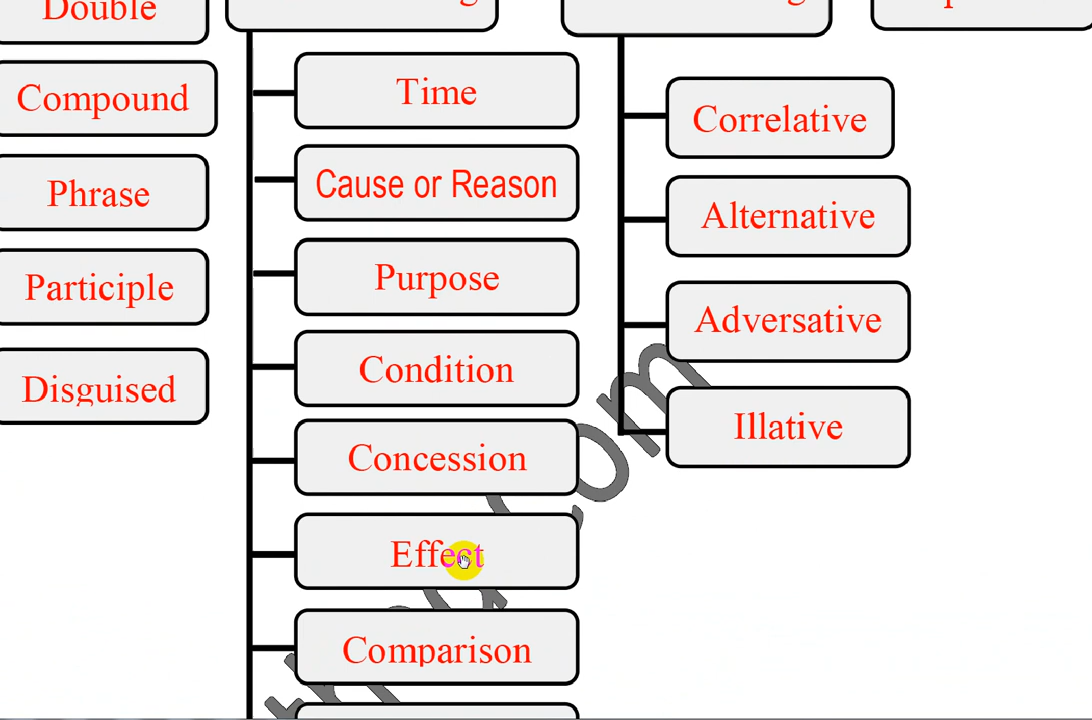 Double
Compound
Phrase
Participle
Disguised
Time
Cause or Reason
Purpose
Condition
Concession
Effect
Comparison
Correlative
Alternative
Adversative
Illative